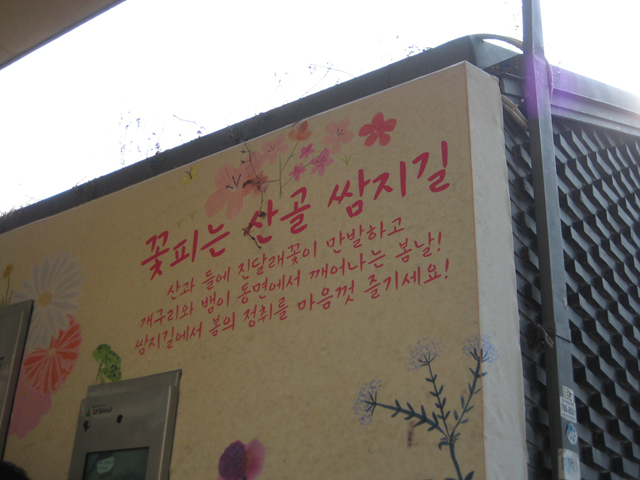 꽃피는 산골 쌈지길
산과 들에 진달래꽃이 만발하고
개구리와 뱀이 동면에서 깨어나는 봄날!
쌈지길에서 봄의 정취를 마음껏 즐기세요!
U-Seoul